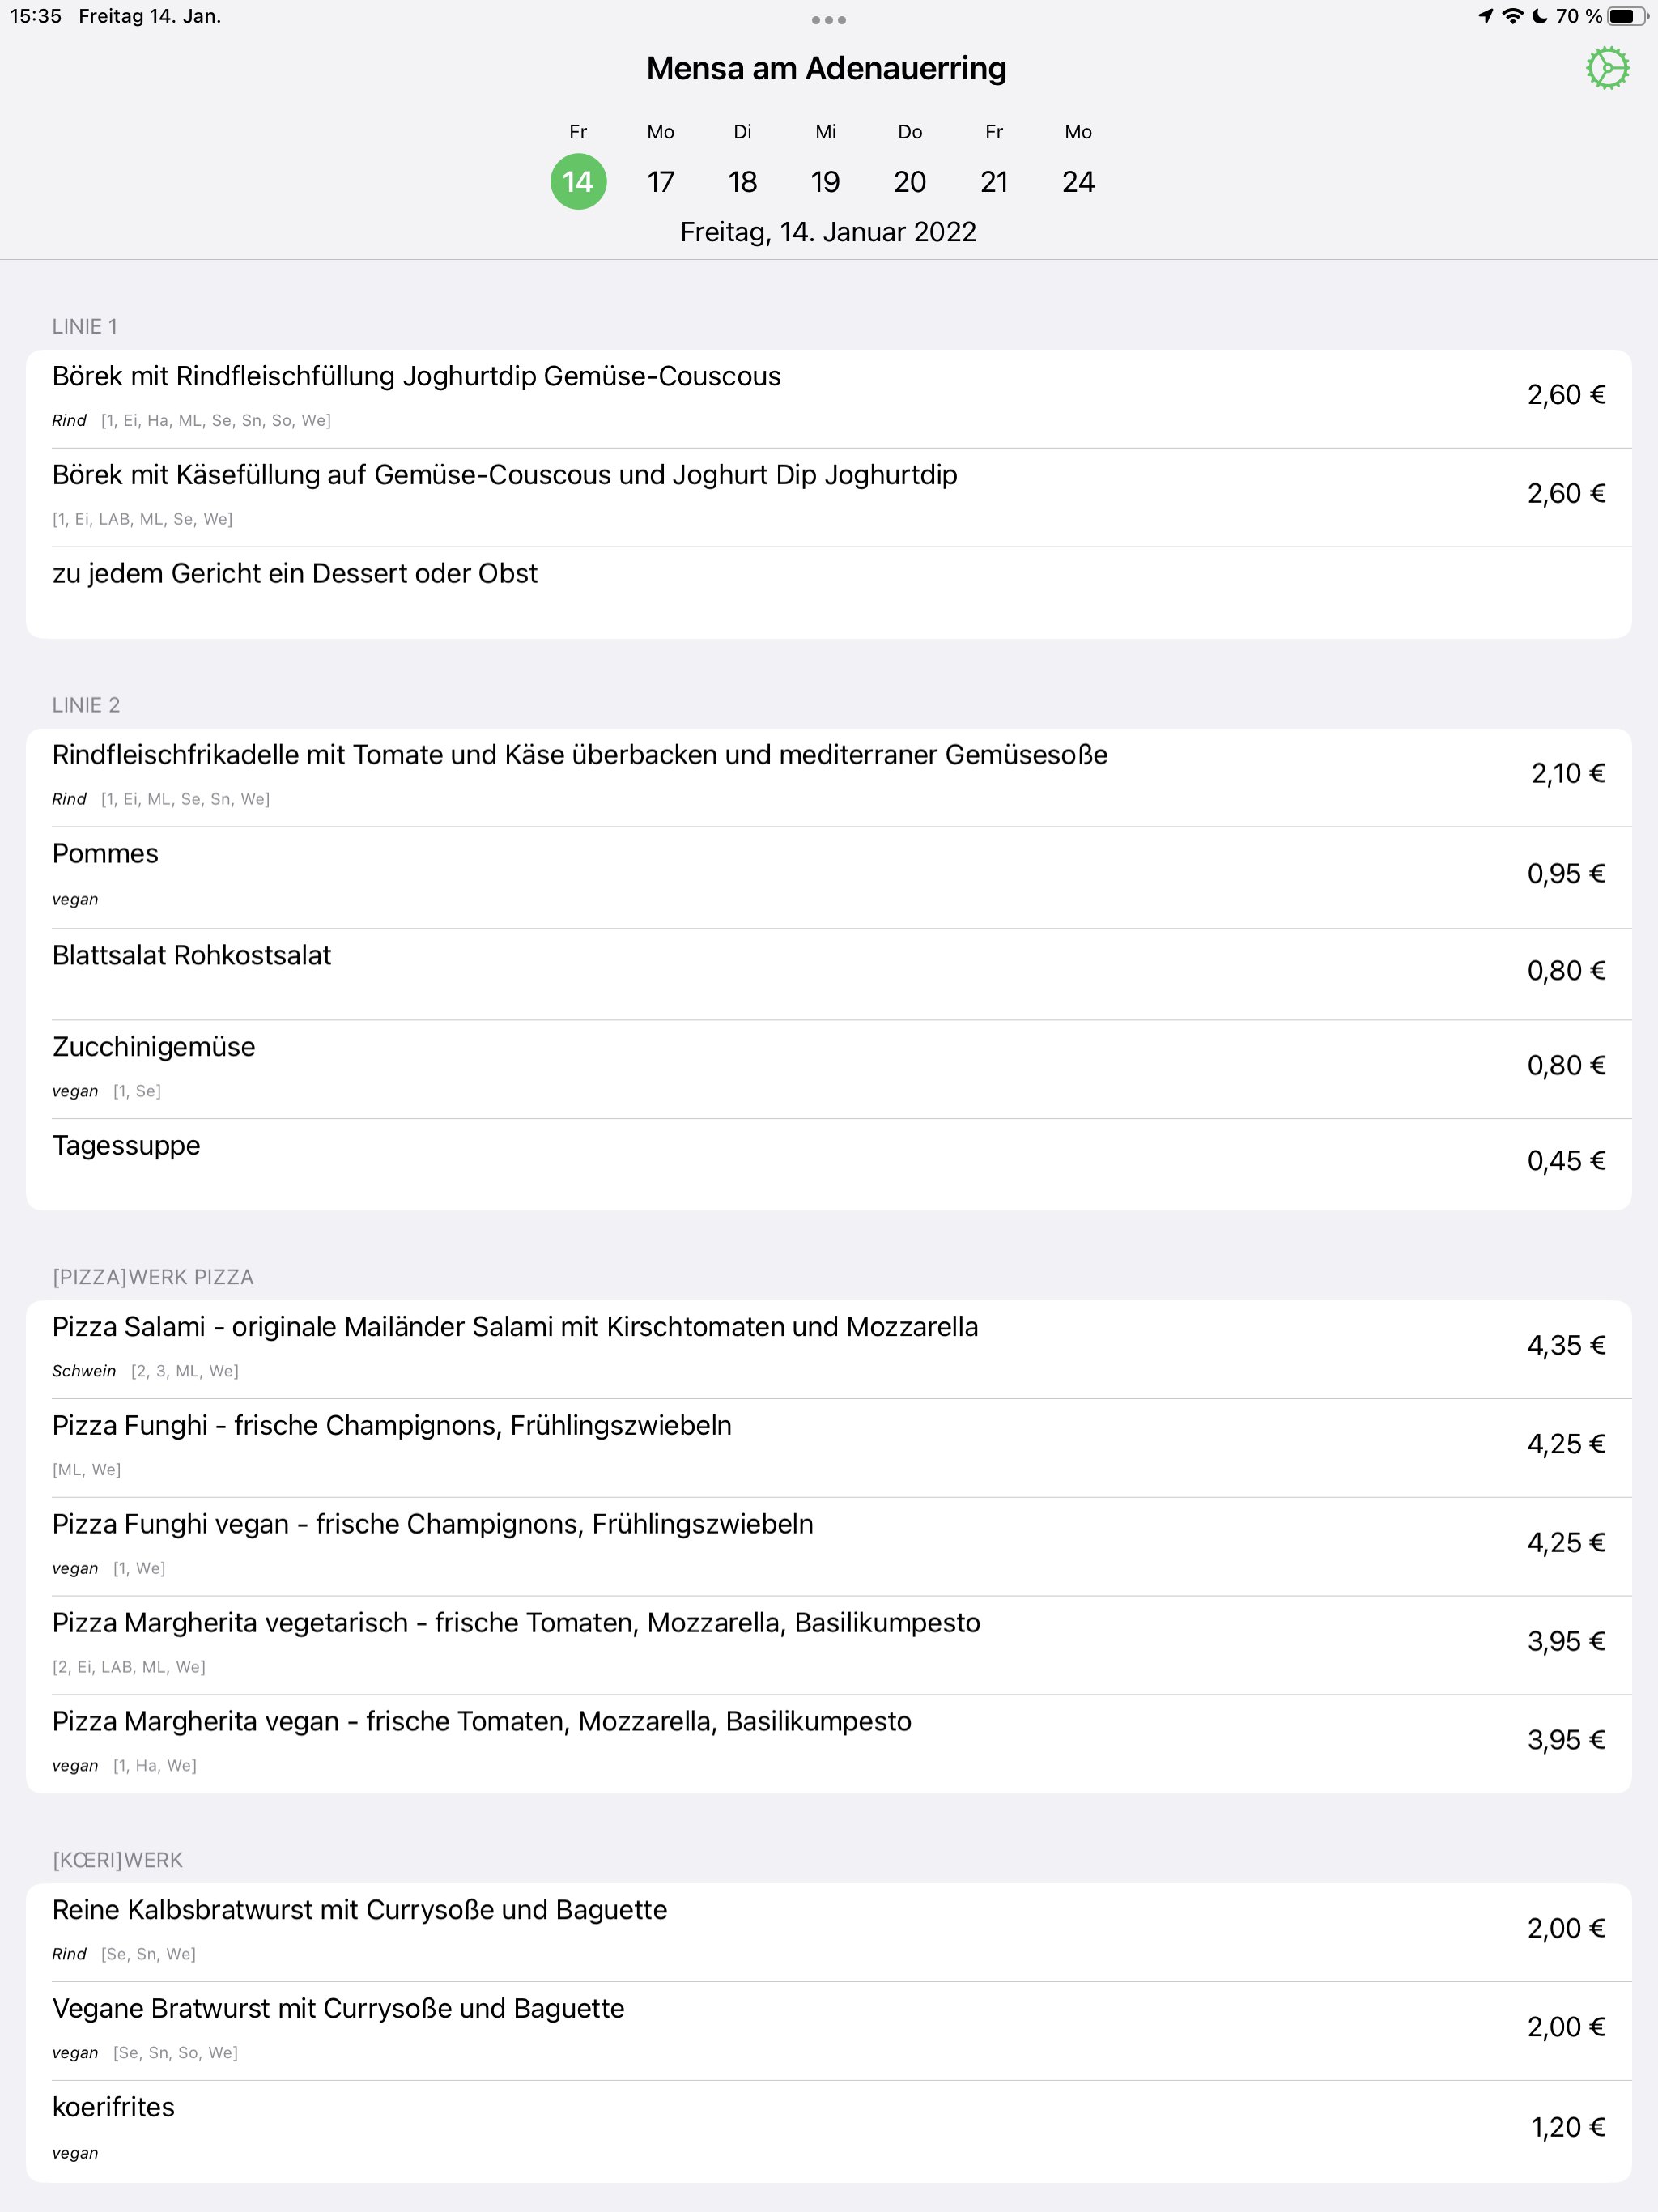 15:35 Freitag 14. Jan.
70 %
Mensa am Adenauerring
Fr Mo Di Mi Do Fr Mo
14 17 18 19 20 21 24
Freitag, 14. Januar 2022
LINIE 1
Börek mit Rindfleischfüllung Joghurtdip Gemüse-Couscous
2,60 €
Rind [1, Ei, Ha, ML, Se, Sn, So, We]
Börek mit Käsefüllung auf Gemüse-Couscous und Joghurt Dip Joghurtdip
2,60 €
[1, Ei, LAB, ML, Se, We]
zu jedem Gericht ein Dessert oder Obst
LINIE 2
Rindfleischfrikadelle mit Tomate und Käse überbacken und mediterraner Gemüsesoße
2,10 €
Rind [1, Ei, ML, Se, Sn, We]
Pommes
0,95 €
vegan
Blattsalat Rohkostsalat
0,80 €
Zucchinigemüse
0,80 €
vegan [1, Se]
Tagessuppe
0,45 €
[PIZZA]WERK PIZZA
Pizza Salami - originale Mailänder Salami mit Kirschtomaten und Mozzarella
4,35 €
Schwein [2, 3, ML, We]
Pizza Funghi - frische Champignons, Frühlingszwiebeln
4,25 €
[ML, We]
Pizza Funghi vegan - frische Champignons, Frühlingszwiebeln
4,25 €
vegan [1, We]
Pizza Margherita vegetarisch - frische Tomaten, Mozzarella, Basilikumpesto
3,95 €
[2, Ei, LAB, ML, We]
Pizza Margherita vegan - frische Tomaten, Mozzarella, Basilikumpesto
3,95 €
vegan [1, Ha, We]
[KŒRI]WERK
Reine Kalbsbratwurst mit Currysoße und Baguette
2,00 €
Rind [Se, Sn, We]
Vegane Bratwurst mit Currysoße und Baguette
2,00 €
vegan [Se, Sn, So, We]
koerifrites
1,20 €
vegan